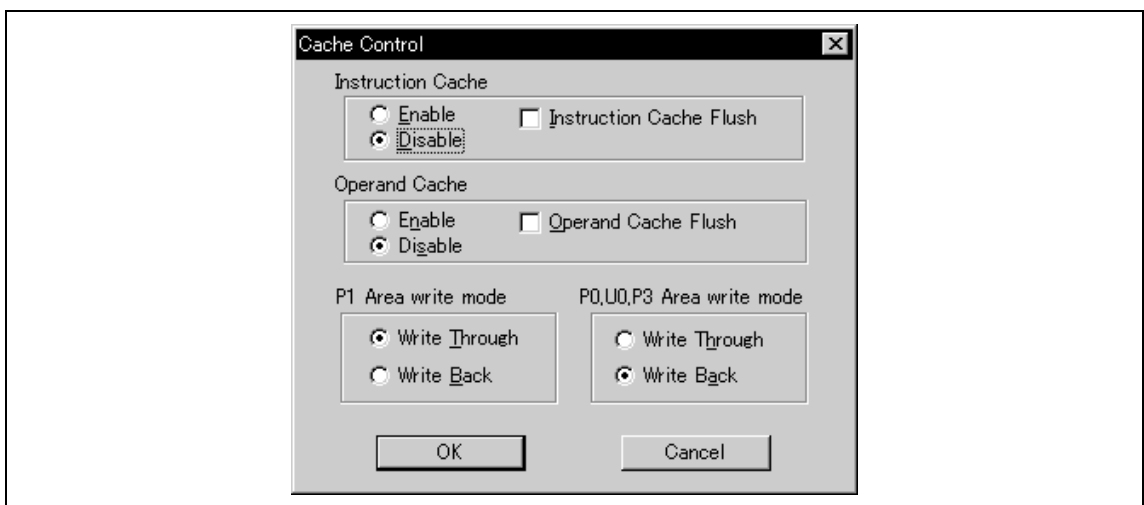 Cache Control
Instruction Cache
Enable
Instruction Cache Flush
Disable
Operand Cache
Enable
Operand Cache Flush
Disable
P1 Area write mode
P0,U0,P3 Area write mode
Write Through
Write Through
Write Back
Write Back
OK
Cancel